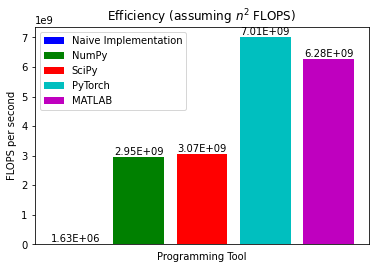 Efficiency (assuming n² FLOPS)
1e9
7
6
5
4
3
2
1
0
FLOPS per second
Naive Implementation
NumPy
SciPy
PyTorch
MATLAB
1.63E+06
2.95E+09
3.07E+09
7.01E+09
6.28E+09
Programming Tool